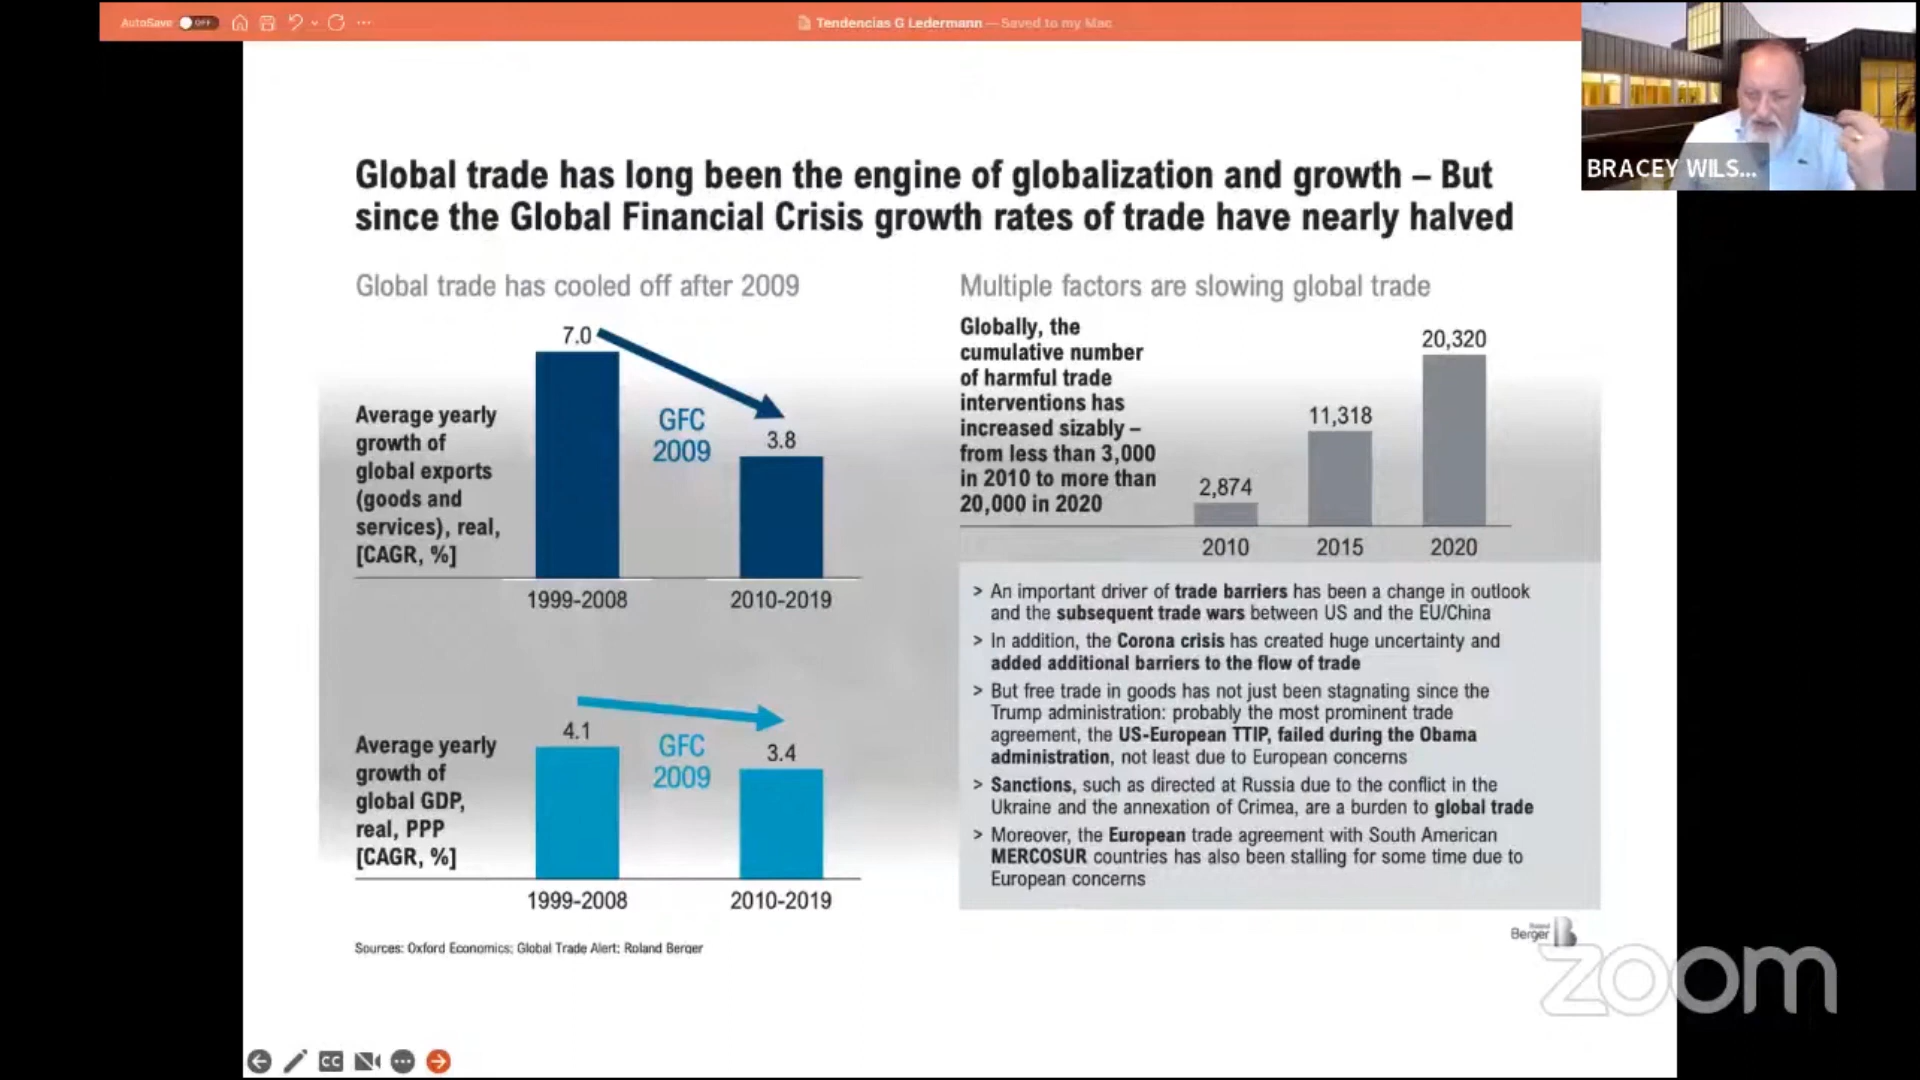 AutoSave OFF
Tendencias G Ledermann — Saved to my Mac
BRACEY WILS...
Global trade has long been the engine of globalization and growth – But
since the Global Financial Crisis growth rates of trade have nearly halved
Global trade has cooled off after 2009
7.0
GFC
2009
3.8
Average yearly
growth of
global exports
(goods and
services), real,
[CAGR, %]
1999-2008
2010-2019
4.1
GFC
2009
3.4
Average yearly
growth of
global GDP,
real, PPP
[CAGR, %]
1999-2008
2010-2019
Multiple factors are slowing global trade
Globally, the
cumulative number
of harmful trade
interventions has
increased sizably –
from less than 3,000
in 2010 to more than
20,000 in 2020
2,874
11,318
20,320
2010
2015
2020
> An important driver of trade barriers has been a change in outlook
and the subsequent trade wars between US and the EU/China
> In addition, the Corona crisis has created huge uncertainty and
added additional barriers to the flow of trade
> But free trade in goods has not just been stagnating since the
Trump administration: probably the most prominent trade
agreement, the US-European TTIP, failed during the Obama
administration, not least due to European concerns
> Sanctions, such as directed at Russia due to the conflict in the
Ukraine and the annexation of Crimea, are a burden to global trade
> Moreover, the European trade agreement with South American
MERCOSUR countries has also been stalling for some time due to
European concerns
Sources: Oxford Economics; Global Trade Alert; Roland Berger
Roland
Berger
B
zoom
CC